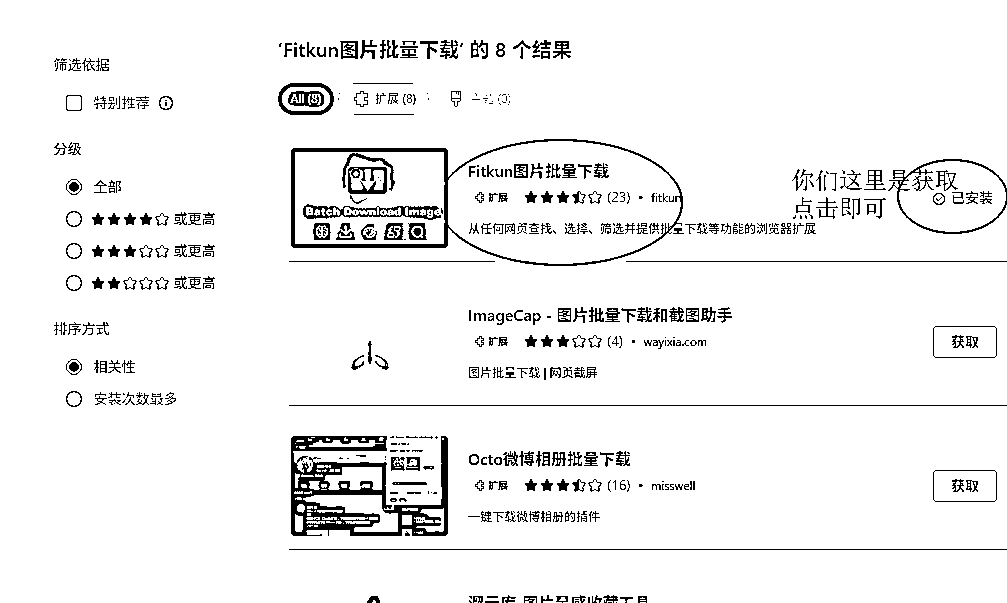 'Fitkun图片批量下载' 的 8 个结果
筛选依据
特别推荐
分级
全部
或更高
或更高
或更高
排序方式
相关性
安装次数最多
All (8)
扩展 (8)
Batch Download Image
Fitkun图片批量下载
扩展 (23) • fitkun
从任何网页查找、选择、筛选并提供批量下载等功能的浏览器扩展
你们这里是获取
点击即可
已安装
ImageCap - 图片批量下载和截图助手
扩展 (4) • wayixia.com
图片批量下载 | 网页截屏
获取
Octo微博相册批量下载
扩展 (16) • misswell
一键下载微博相册的插件
获取